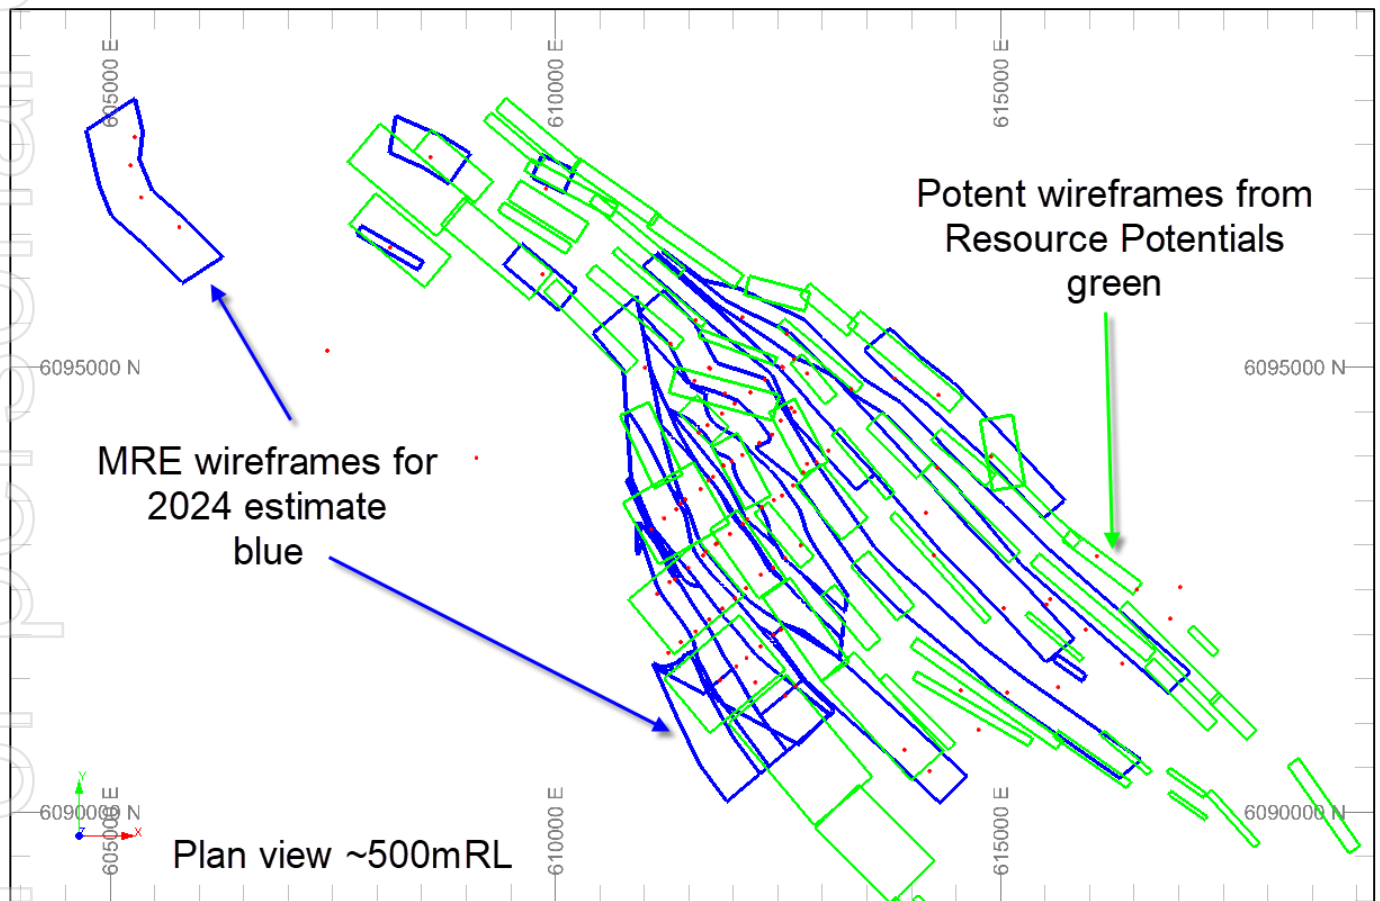 605000 E
610000 E
615000 E
Potent wireframes from
Resource Potentials
green
6095000 N
6095000 N
MRE wireframes for
2024 estimate
blue
Y
Z
X
6090000 N
6090000 N
605000 E
610000 E
615000 E
Plan view ~500mRL